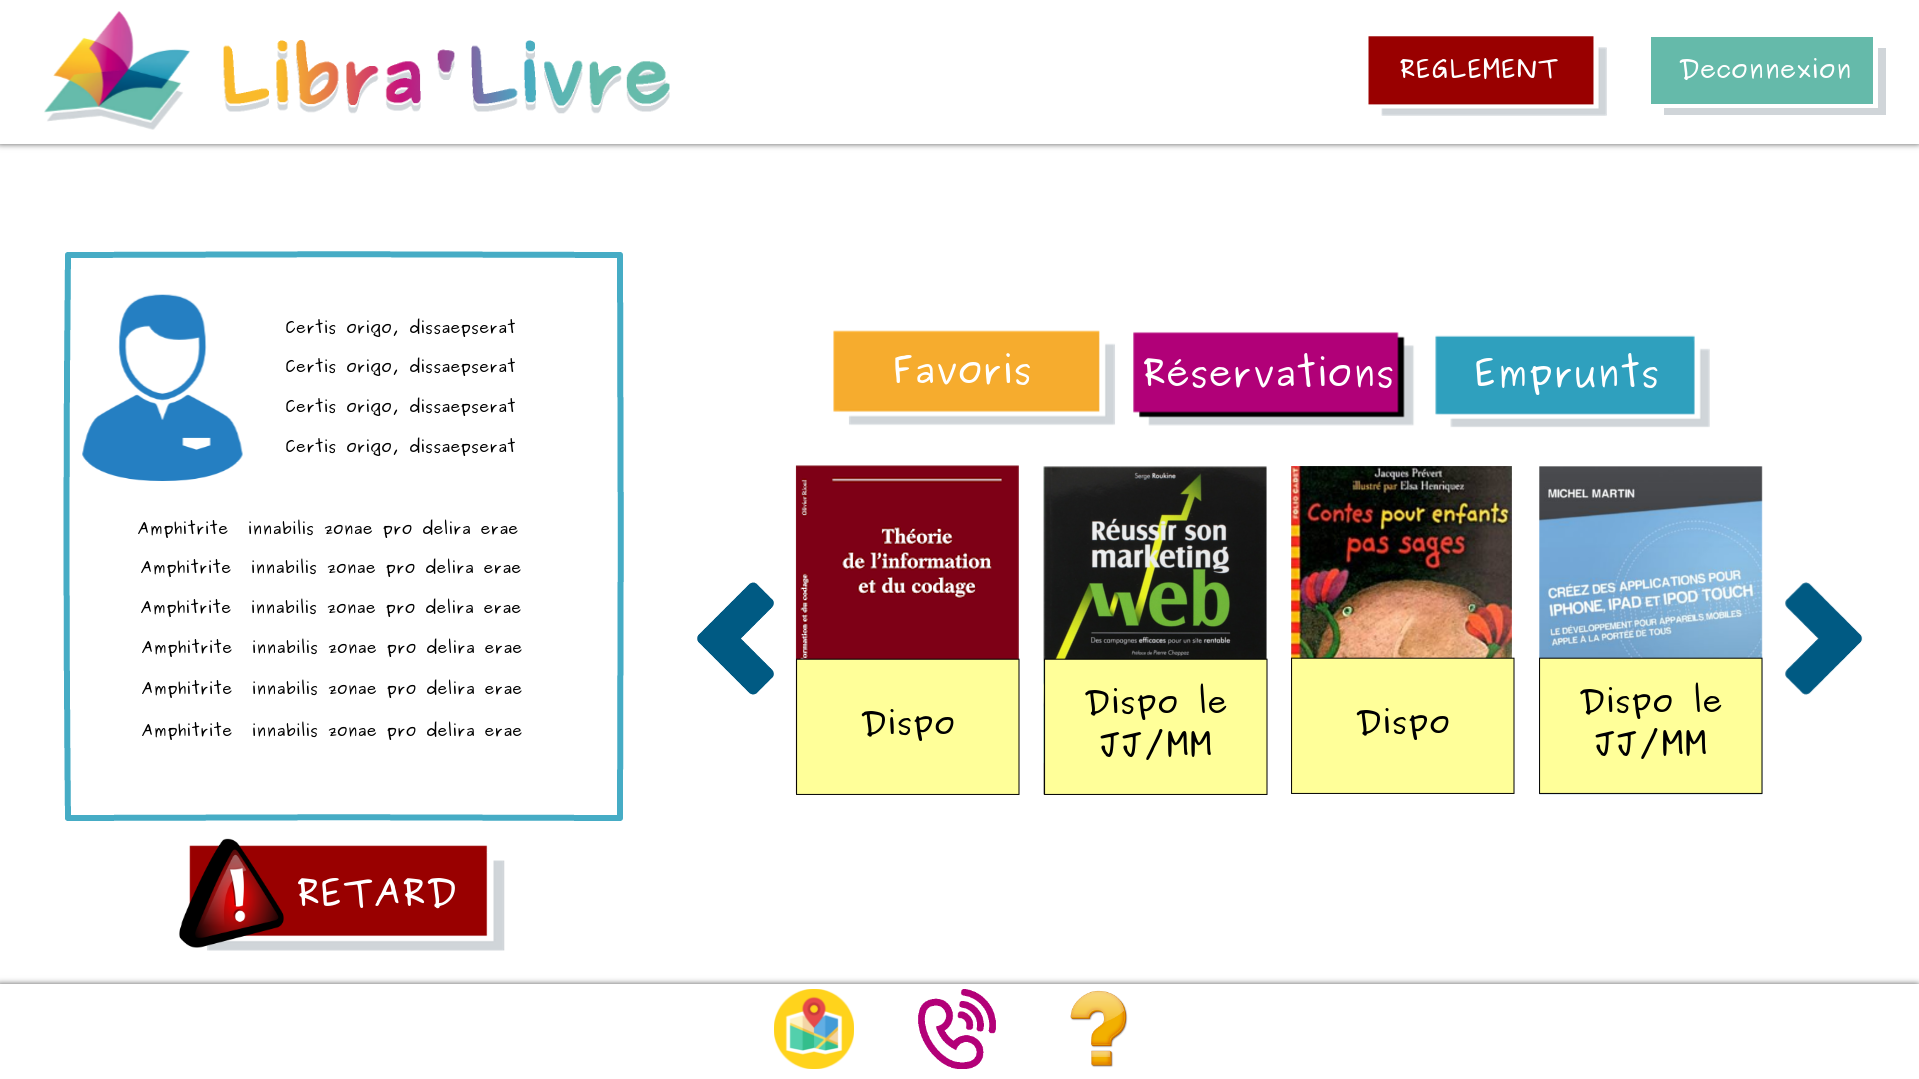 Libra'Livre
REGLEMENT
Deconnexion
Certis origo, dissaepserat
Certis origo, dissaepserat
Certis origo, dissaepserat
Certis origo, dissaepserat
Amphitrite innabilis zonae pro delira erae
Amphitrite innabilis zonae pro delira erae
Amphitrite innabilis zonae pro delira erae
Amphitrite innabilis zonae pro delira erae
Amphitrite innabilis zonae pro delira erae
Amphitrite innabilis zonae pro delira erae
RETARD
Favoris
Réservations
Emprunts
Olivier Rioul
Théorie
de l'information
et du codage
ormation et du codage
Dispo
Serge Roukine
Réussir son
marketing
web
Des campagnes efficaces pour un site rentable
Préface de Pierre Chappaz
Dispo le
JJ/MM
FOLIO CADET
Jacques Prévert
illustré par Elsa Henriquez
Contes pour enfants
pas sages
Dispo
MICHEL MARTIN
CRÉEZ DES APPLICATIONS POUR
IPHONE, IPAD ET IPOD TOUCH
LE DÉVELOPPEMENT POUR APPAREILS MOBILES
APPLE À LA PORTÉE DE TOUS
Dispo le
JJ/MM